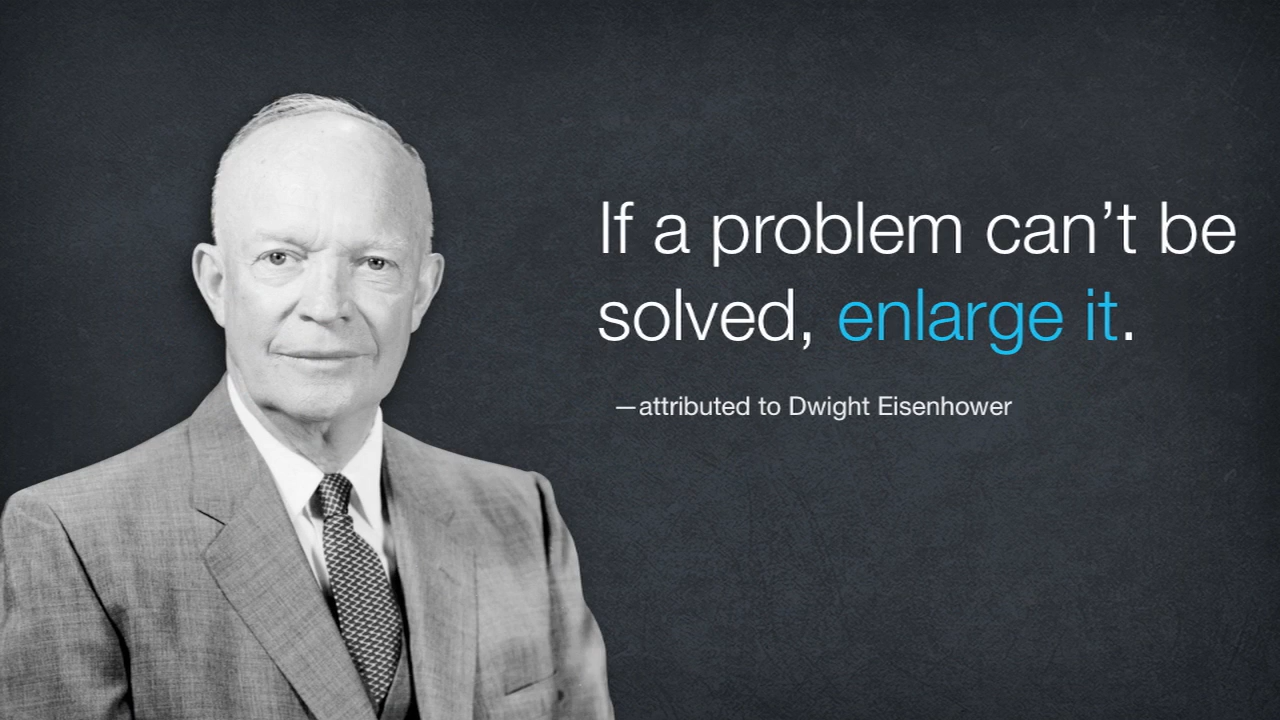 If a problem can’t be
solved, enlarge it.
—attributed to Dwight Eisenhower